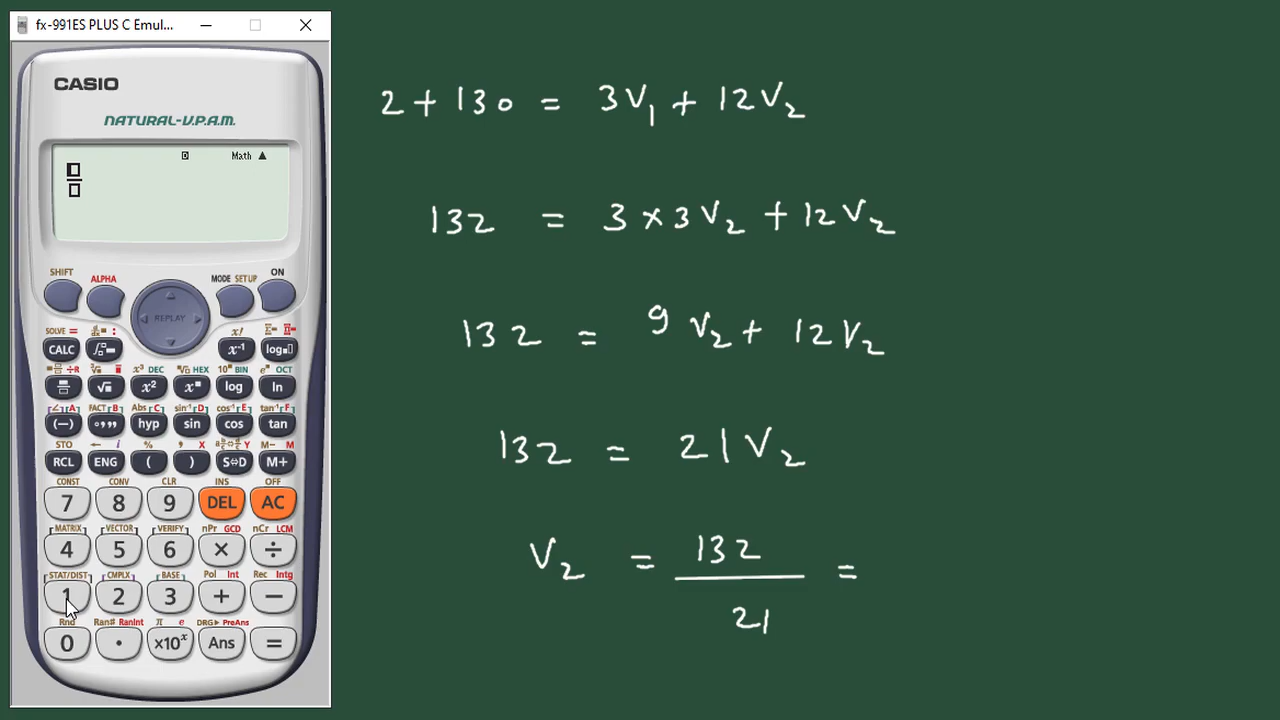 fx-991ES PLUS C Emul...
CASIO
NATURAL-V.P.A.M.
D Math ▲
SHIFT ALPHA MODE SETUP ON
REPLAY
SOLVE = d/dx= : x! Σ= Π=
CALC ∫= x⁻¹ log
÷R x³ DEC √ HEX 10■ BIN e■ OCT
√■ x² x■ log ln
∠ A FACT B Abs C sin⁻¹ D cos⁻¹ E tan⁻¹ F
(−) °,,, hyp sin cos tan
STO ← i % , X Y M− M
RCL ENG ( ) S⇔D M+
CONST CONV CLR INS OFF
7 8 9 DEL AC
MATRIX VECTOR VERIFY nPr GCD nCr LCM
4 5 6 × ÷
STAT/DIST CMPLX BASE Pol Int Rec Intg
1 2 3 + −
Rnd Ran# RanInt π e DRG▶ PreAns
0 • ×10ˣ Ans =
2 + 130 = 3V₁ + 12V₂
132 = 3 × 3V₂ + 12V₂
132 = 9V₂ + 12V₂
132 = 21V₂
V₂ = 132/21 =